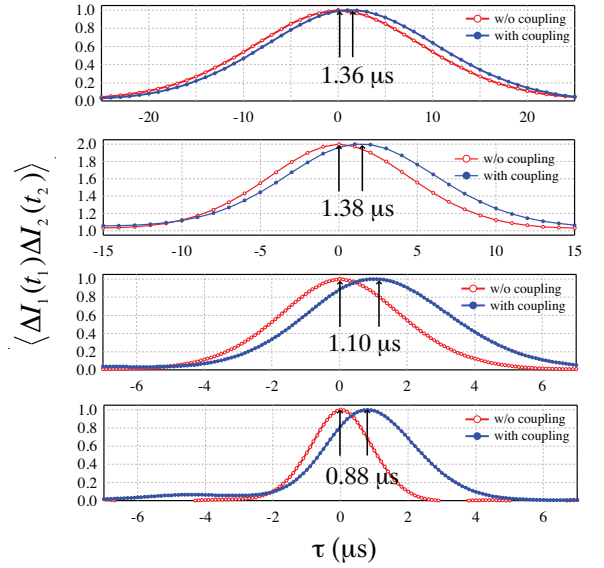 ⟨ΔI₁(t₁)ΔI₂(t₂)⟩
1.0
0.8
0.6
0.4
0.2
0.0
w/o coupling
with coupling
1.36 μs
-20 -10 0 10 20
2.0
1.8
1.6
1.4
1.2
1.0
w/o coupling
with coupling
1.38 μs
-15 -10 -5 0 5 10 15
1.0
0.8
0.6
0.4
0.2
0.0
w/o coupling
with coupling
1.10 μs
-6 -4 -2 0 2 4 6
1.0
0.8
0.6
0.4
0.2
0.0
w/o coupling
with coupling
0.88 μs
-6 -4 -2 0 2 4 6
τ (μs)